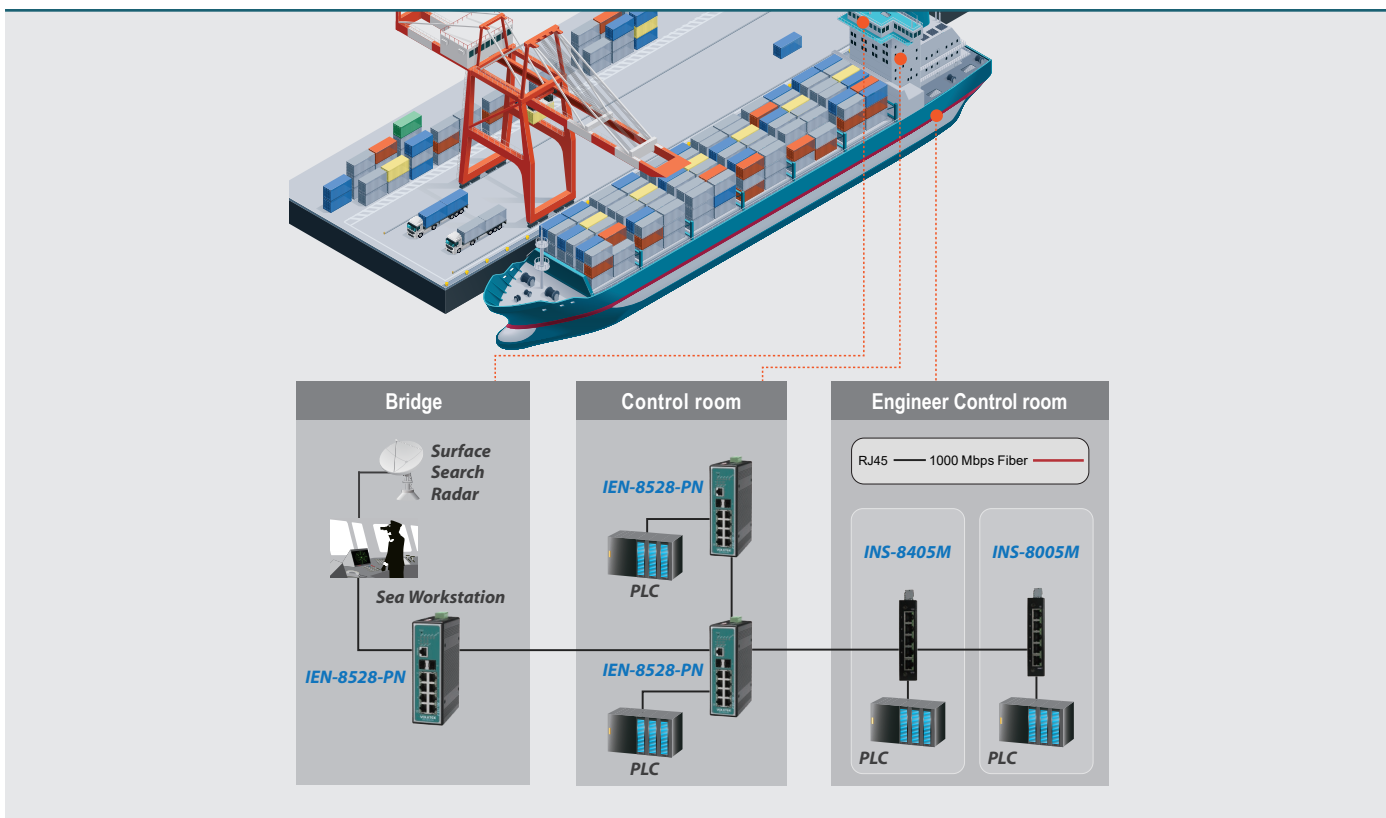 Bridge
Surface
Search
Radar
Sea Workstation
IEN-8528-PN
Control room
IEN-8528-PN
PLC
IEN-8528-PN
PLC
Engineer Control room
RJ45
1000 Mbps Fiber
INS-8405M
INS-8005M
PLC
PLC